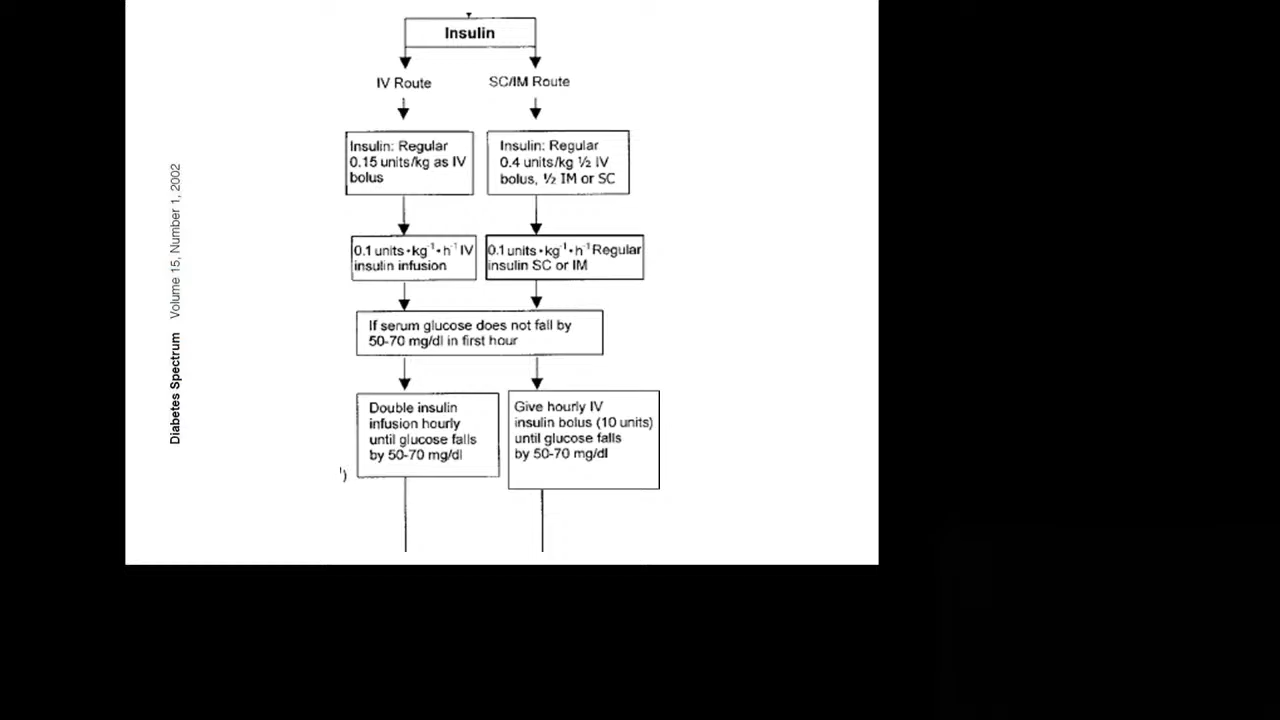 Insulin
IV Route
SC/IM Route
Insulin: Regular
0.15 units/kg as IV
bolus
Insulin: Regular
0.4 units/kg ½ IV
bolus, ½ IM or SC
0.1 units•kg⁻¹•h⁻¹ IV
insulin infusion
0.1 units•kg⁻¹•h⁻¹ Regular
insulin SC or IM
If serum glucose does not fall by
50-70 mg/dl in first hour
Double insulin
infusion hourly
until glucose falls
by 50-70 mg/dl
Give hourly IV
insulin bolus (10 units)
until glucose falls
by 50-70 mg/dl
)
Diabetes Spectrum Volume 15, Number 1, 2002